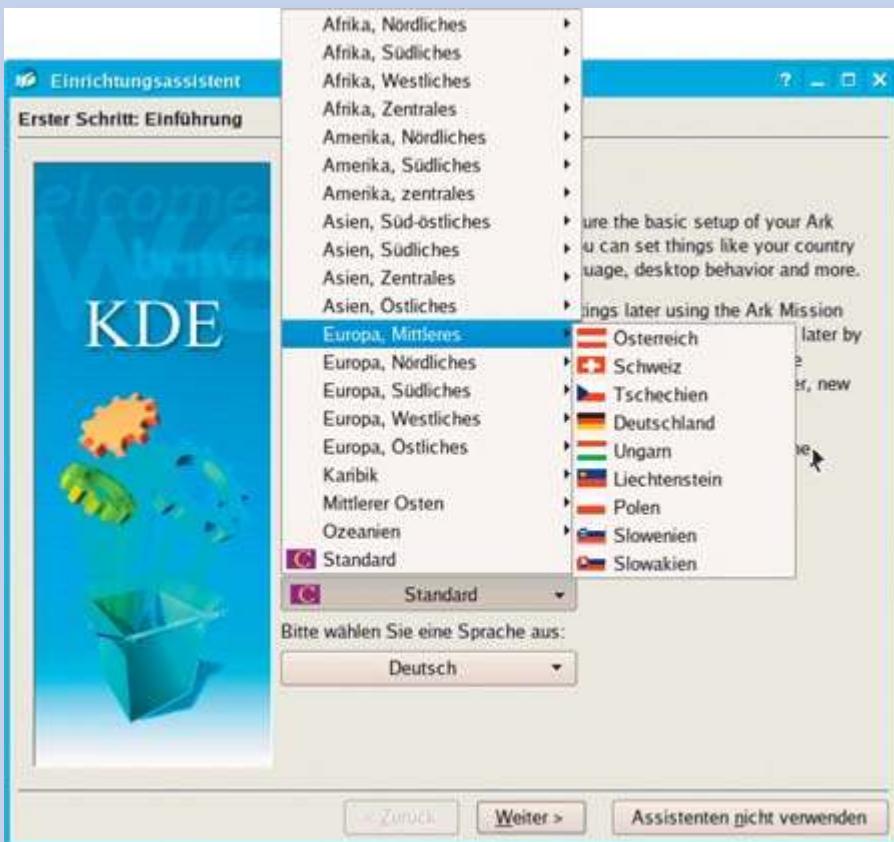 Einrichtungsassistent
Erster Schritt: Einführung
Afrika, Nördliches
Afrika, Südliches
Afrika, Westliches
Afrika, Zentrales
Amerika, Nördliches
Amerika, Südliches
Amerika, zentrales
Asien, Süd-östliches
Asien, Südliches
Asien, Zentrales
Asien, Östliches
Europa, Mittleres
Europa, Nördliches
Europa, Südliches
Europa, Westliches
Europa, Östliches
Karibik
Mittlerer Osten
Ozeanien
C Standard
Österreich
Schweiz
Tschechien
Deutschland
Ungarn
Liechtenstein
Polen
Slowenien
Slowakien
ure the basic setup of your Ark
u can set things like your country
uage, desktop behavior and more.
ings later using the Ark Mission
later by
er, new
elcome
we
KDE
C Standard
Bitte wählen Sie eine Sprache aus:
Deutsch
< Zurück
Weiter >
Assistenten nicht verwenden